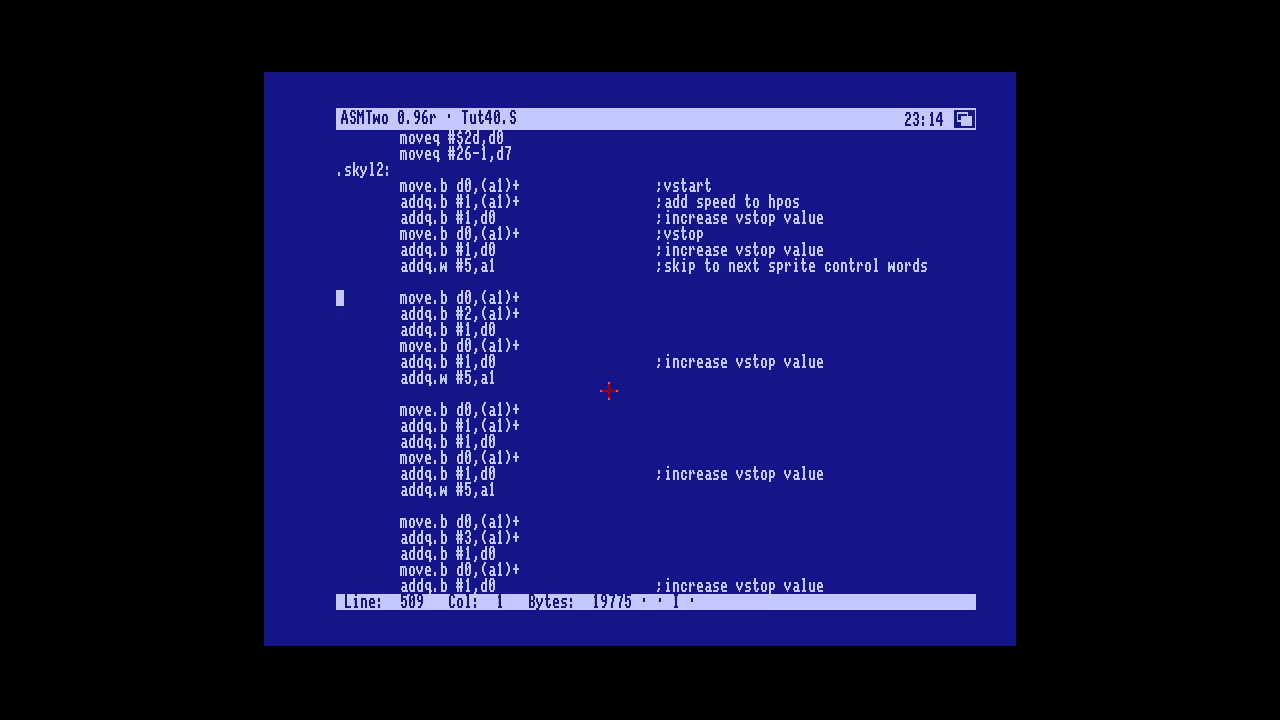 ASMTwo 0.96r · Tut40.S 23:14
moveq #$2d,d0
moveq #26-1,d7
.skyl2:
move.b d0,(a1)+ ;vstart
addq.b #1,(a1)+ ;add speed to hpos
addq.b #1,d0 ;increase vstop value
move.b d0,(a1)+ ;vstop
addq.b #1,d0 ;increase vstop value
addq.w #5,a1 ;skip to next sprite control words
move.b d0,(a1)+
addq.b #2,(a1)+
addq.b #1,d0
move.b d0,(a1)+
addq.b #1,d0 ;increase vstop value
addq.w #5,a1
move.b d0,(a1)+
addq.b #1,(a1)+
addq.b #1,d0
move.b d0,(a1)+
addq.b #1,d0 ;increase vstop value
addq.w #5,a1
move.b d0,(a1)+
addq.b #3,(a1)+
addq.b #1,d0
move.b d0,(a1)+
addq.b #1,d0 ;increase vstop value
Line: 509 Col: 1 Bytes: 19775 · · I ·